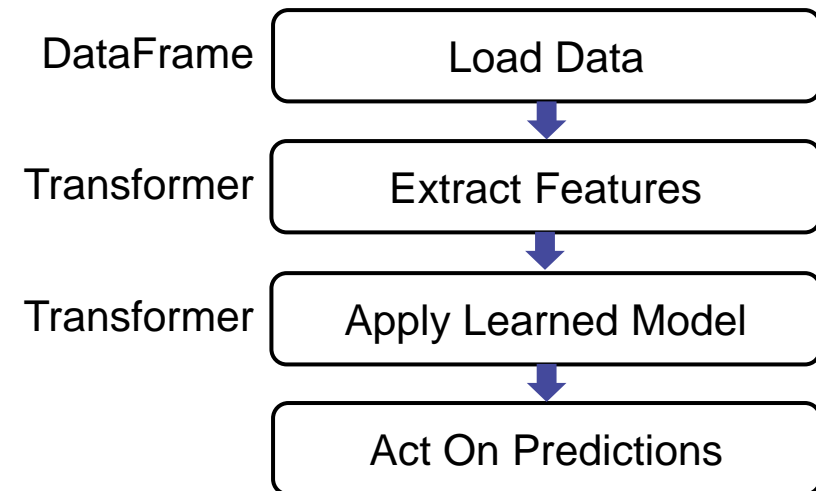 DataFrame Load Data
Transformer Extract Features
Transformer Apply Learned Model
Act On Predictions